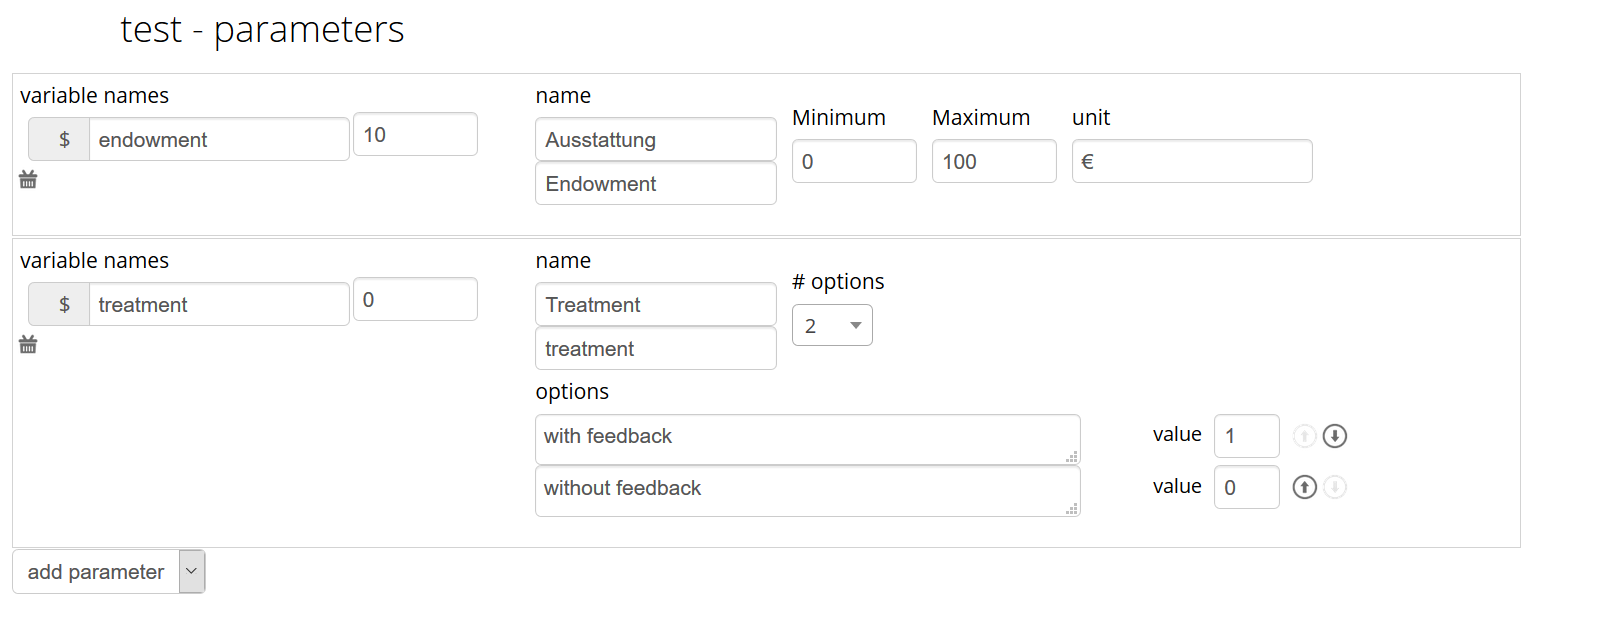 test - parameters
variable names
$ endowment 10
name
Ausstattung
Endowment
Minimum
0
Maximum
100
unit
€
variable names
$ treatment 0
name
Treatment
treatment
# options
2
options
with feedback
value 1
without feedback
value 0
add parameter